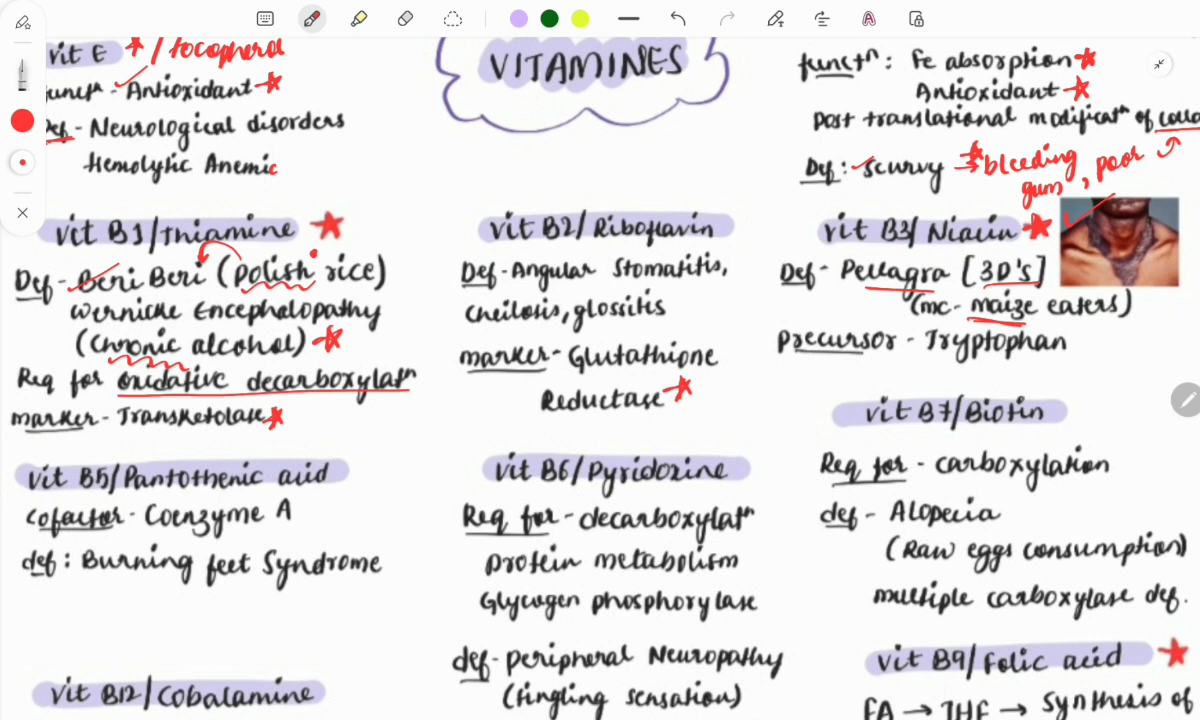 vit E / tocopherol
VITAMINES
functⁿ: Fe absorption
Antioxidant
Post translational modificatⁿ of
Def: scurvy → bleeding gum, poor
functⁿ - Antioxidant
Def - Neurological disorders
Hemolytic Anemic
vit B1/Thiamine
Def - Beri Beri (polish rice)
Wernicke Encephalopathy
(Chronic alcohol)
Req for oxidative decarboxylatⁿ
marker - Transketolase
vit B2/Riboflavin
Def - Angular Stomatitis,
cheilosis, glossitis
marker - Glutathione
Reductase
vit B3/Niacin
Def - Pellagra [3D's]
(mc - maize eaters)
Precursor - Tryptophan
vit B5/Pantothenic acid
cofactor - Coenzyme A
def: Burning feet Syndrome
vit B6/Pyridoxine
Req for - decarboxylatⁿ
protein metabolism
Glycogen phosphorylase
def - Peripheral Neuropathy
(tingling sensation)
vit B7/Biotin
Req for - carboxylation
def - Alopecia
(Raw eggs consumption)
multiple carboxylase def.
vit B12/Cobalamine
vit B9/Folic acid
FA → THF → Synthesis of